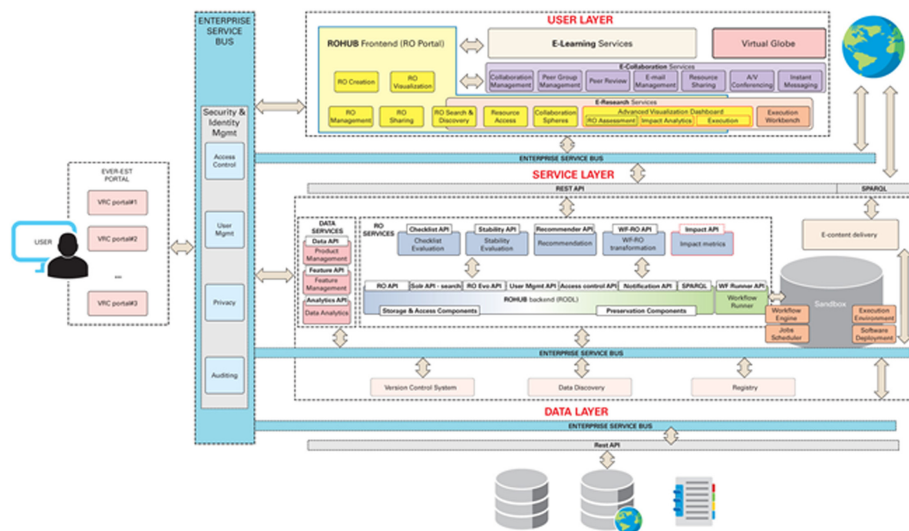 ENTERPRISE
SERVICE
BUS
Security &
Identity
Mgmt
Access
Control
User
Mgmt
Privacy
Auditing
EVER-EST
PORTAL
VRC portal#1
VRC portal#2
...
VRC portal#3
USER
USER LAYER
ROHUB Frontend (RO Portal)
RO Creation
RO
Visualization
RO
Management
RO
Sharing
RO Search &
Discovery
Resource
Access
Collaboration
Spheres
E-Learning Services
Virtual Globe
E-Collaboration Services
Collaboration
Management
Peer Group
Management
Peer Review
E-mail
Management
Resource
Sharing
A/V
Conferencing
Instant
Messaging
E-Research Services
Advanced Visualization Dashboard
RO Assessment
Impact Analytics
Execution
Execution
Workbench
ENTERPRISE SERVICE BUS
SERVICE LAYER
REST API
SPARQL
DATA
SERVICES
Data API
Product
Management
Feature API
Feature
Management
Analytics API
Data Analytics
RO
SERVICES
Checklist API
Checklist
Evaluation
Stability API
Stability
Evaluation
Recommender API
Recommendation
WF-RO API
WF-RO
transformation
Impact API
Impact metrics
RO API
Solr API - search
RO Evo API
User Mgmt API
Access control API
Notification API
SPARQL
WF Runner API
ROHUB backend (RODL)
Workflow
Runner
Storage & Access Components
Preservation Components
E-content delivery
Sandbox
Workflow
Engine
Jobs
Scheduler
Execution
Environment
Software
Deployment
ENTERPRISE SERVICE BUS
Version Control System
Data Discovery
Registry
DATA LAYER
ENTERPRISE SERVICE BUS
Rest API